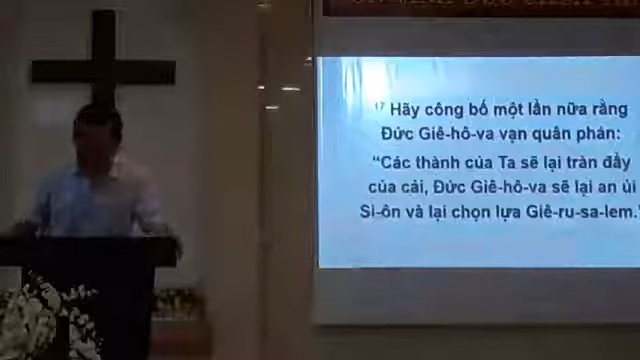 17 Hãy công bố một lần nữa rằng
Đức Giê-hô-va vạn quân phán:
“Các thành của Ta sẽ lại tràn đầy
của cải, Đức Giê-hô-va sẽ lại an ủi
Si-ôn và lại chọn lựa Giê-ru-sa-lem.”